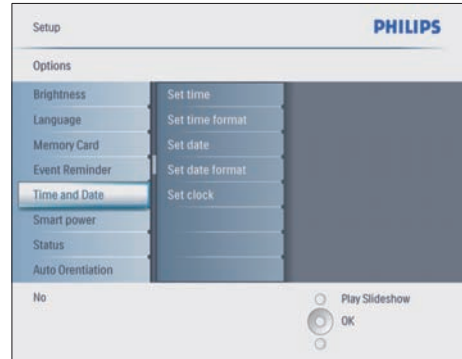 Setup
PHILIPS
Options
Brightness
Language
Memory Card
Event Reminder
Time and Date
Smart power
Status
Auto Orentiation
Set time
Set time format
Set date
Set date format
Set clock
No
Play Slideshow
OK